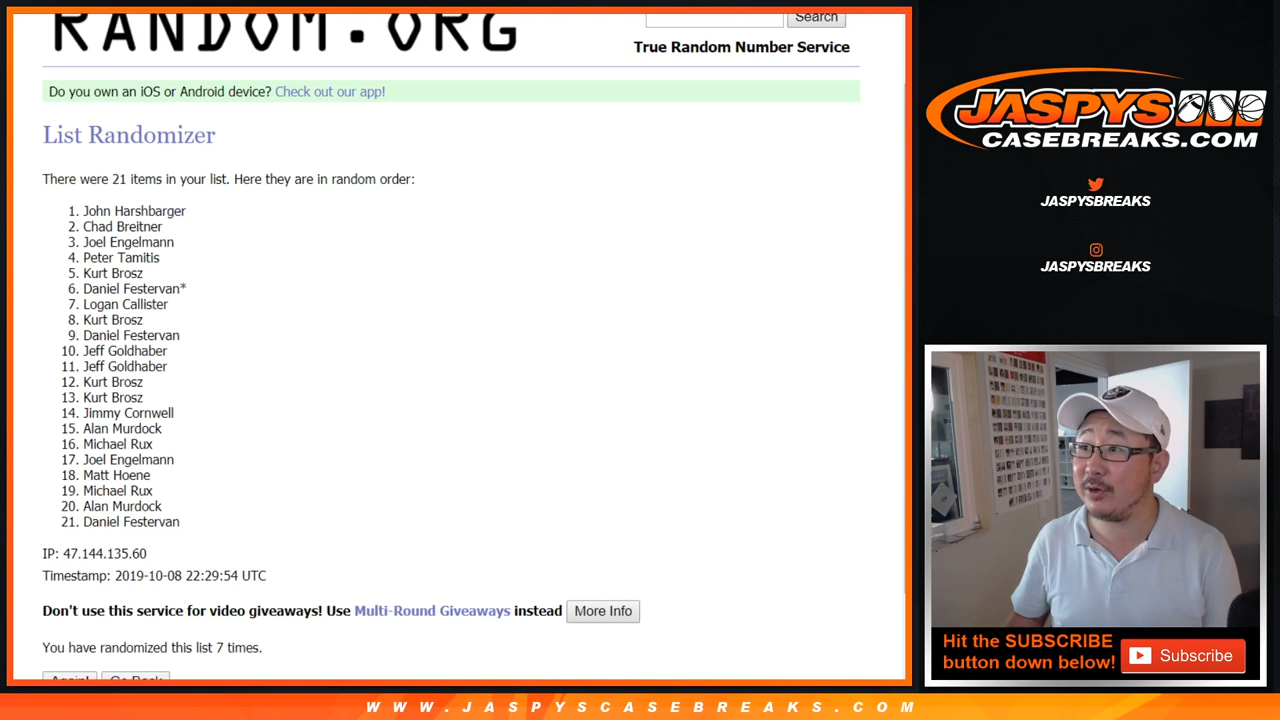 RANDOM.ORG
Search
True Random Number Service
Do you own an iOS or Android device? Check out our app!
List Randomizer
There were 21 items in your list. Here they are in random order:
1. John Harshbarger
2. Chad Breitner
3. Joel Engelmann
4. Peter Tamitis
5. Kurt Brosz
6. Daniel Festervan*
7. Logan Callister
8. Kurt Brosz
9. Daniel Festervan
10. Jeff Goldhaber
11. Jeff Goldhaber
12. Kurt Brosz
13. Kurt Brosz
14. Jimmy Cornwell
15. Alan Murdock
16. Michael Rux
17. Joel Engelmann
18. Matt Hoene
19. Michael Rux
20. Alan Murdock
21. Daniel Festervan
IP: 47.144.135.60
Timestamp: 2019-10-08 22:29:54 UTC
Don't use this service for video giveaways! Use Multi-Round Giveaways instead More Info
You have randomized this list 7 times.
Again! Go Back
JASPYS
CASEBREAKS.COM
JASPYSBREAKS
JASPYSBREAKS
Hit the SUBSCRIBE
button down below!
Subscribe
WWW.JASPYSCASEBREAKS.COM